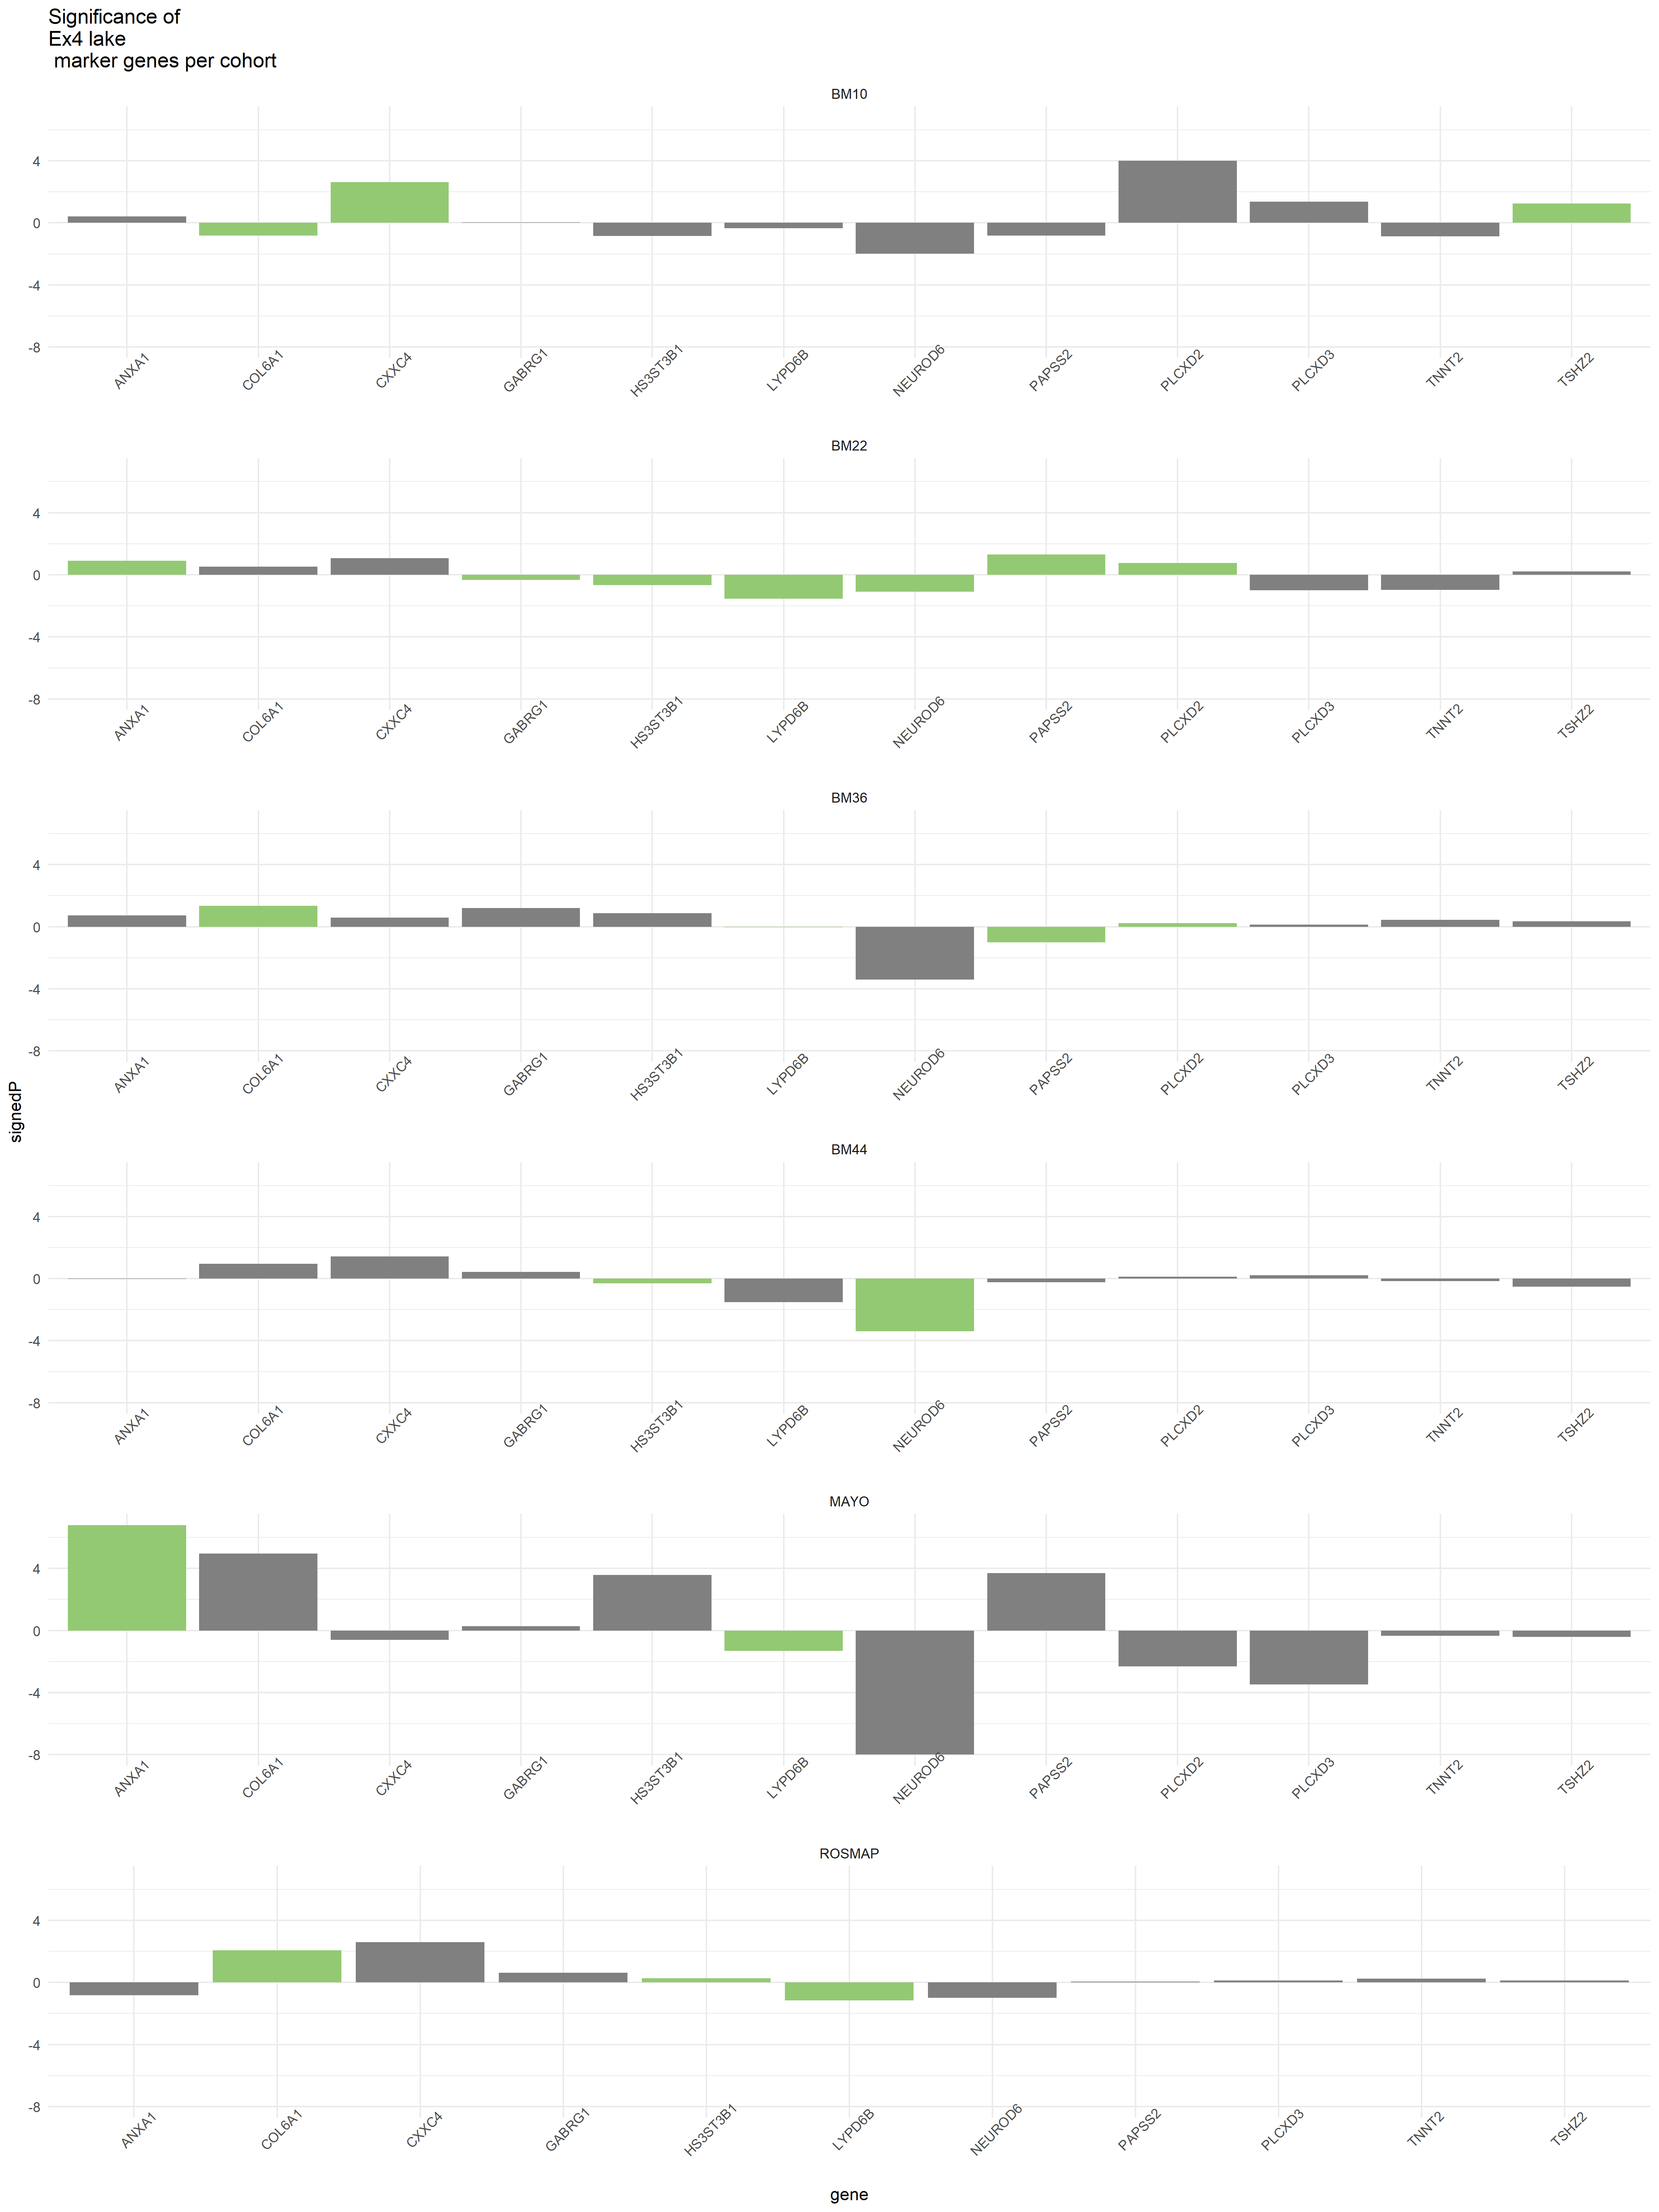 Significance of
Ex4 lake
marker genes per cohort
BM10
4
0
-4
-8
ANXA1 COL6A1 CXXC4 GABRG1 HS3ST3B1 LYPD6B NEUROD6 PAPSS2 PLCXD2 PLCXD3 TNNT2 TSHZ2
BM22
4
0
-4
-8
ANXA1 COL6A1 CXXC4 GABRG1 HS3ST3B1 LYPD6B NEUROD6 PAPSS2 PLCXD2 PLCXD3 TNNT2 TSHZ2
BM36
4
0
-4
-8
ANXA1 COL6A1 CXXC4 GABRG1 HS3ST3B1 LYPD6B NEUROD6 PAPSS2 PLCXD2 PLCXD3 TNNT2 TSHZ2
signedP
BM44
4
0
-4
-8
ANXA1 COL6A1 CXXC4 GABRG1 HS3ST3B1 LYPD6B NEUROD6 PAPSS2 PLCXD2 PLCXD3 TNNT2 TSHZ2
MAYO
4
0
-4
-8
ANXA1 COL6A1 CXXC4 GABRG1 HS3ST3B1 LYPD6B NEUROD6 PAPSS2 PLCXD2 PLCXD3 TNNT2 TSHZ2
ROSMAP
4
0
-4
-8
ANXA1 COL6A1 CXXC4 GABRG1 HS3ST3B1 LYPD6B NEUROD6 PAPSS2 PLCXD3 TNNT2 TSHZ2
gene